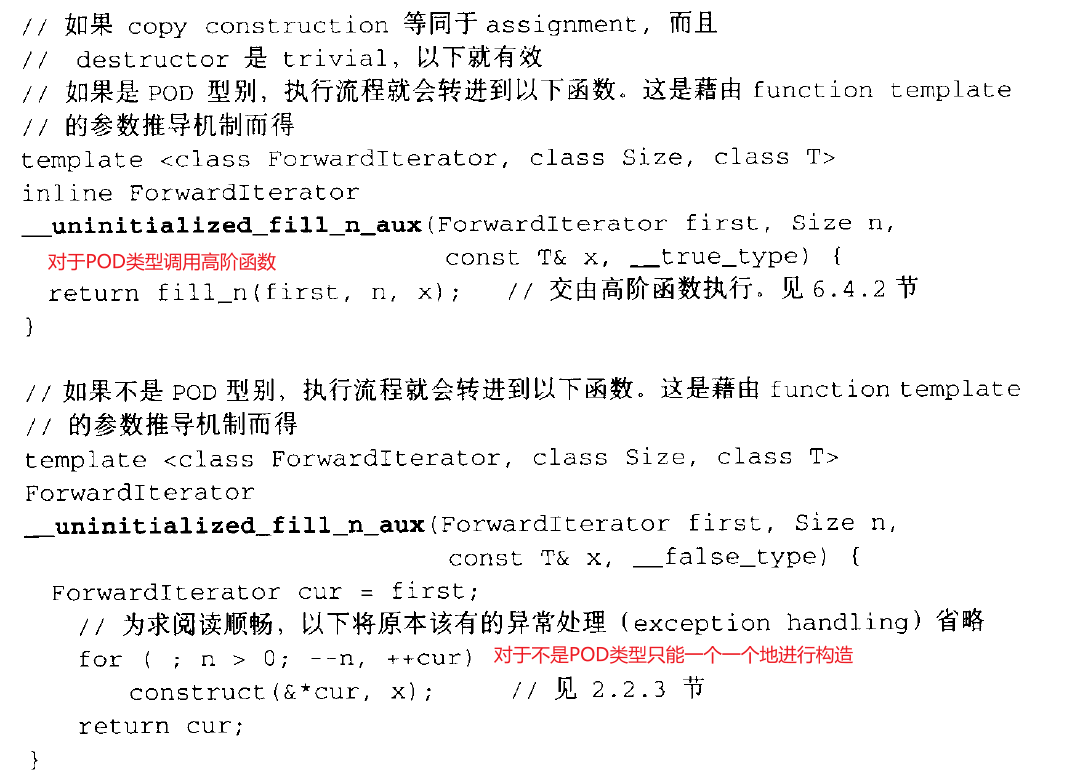 // 如果 copy construction 等同于 assignment, 而且
// destructor 是 trivial, 以下就有效
// 如果是 POD 型别, 执行流程就会转进到以下函数。这是藉由 function template
// 的参数推导机制而得
template <class ForwardIterator, class Size, class T>
inline ForwardIterator
__uninitialized_fill_n_aux(ForwardIterator first, Size n,
对于POD类型调用高阶函数 const T& x, __true_type) {
return fill_n(first, n, x); // 交由高阶函数执行。见 6.4.2 节
}
// 如果不是 POD 型别, 执行流程就会转进到以下函数。这是藉由 function template
// 的参数推导机制而得
template <class ForwardIterator, class Size, class T>
ForwardIterator
__uninitialized_fill_n_aux(ForwardIterator first, Size n,
const T& x, __false_type) {
ForwardIterator cur = first;
// 为求阅读顺畅, 以下将原本该有的异常处理 (exception handling) 省略
for ( ; n > 0; --n, ++cur) 对于不是POD类型只能一个一个地进行构造
construct(&*cur, x); // 见 2.2.3 节
return cur;
}